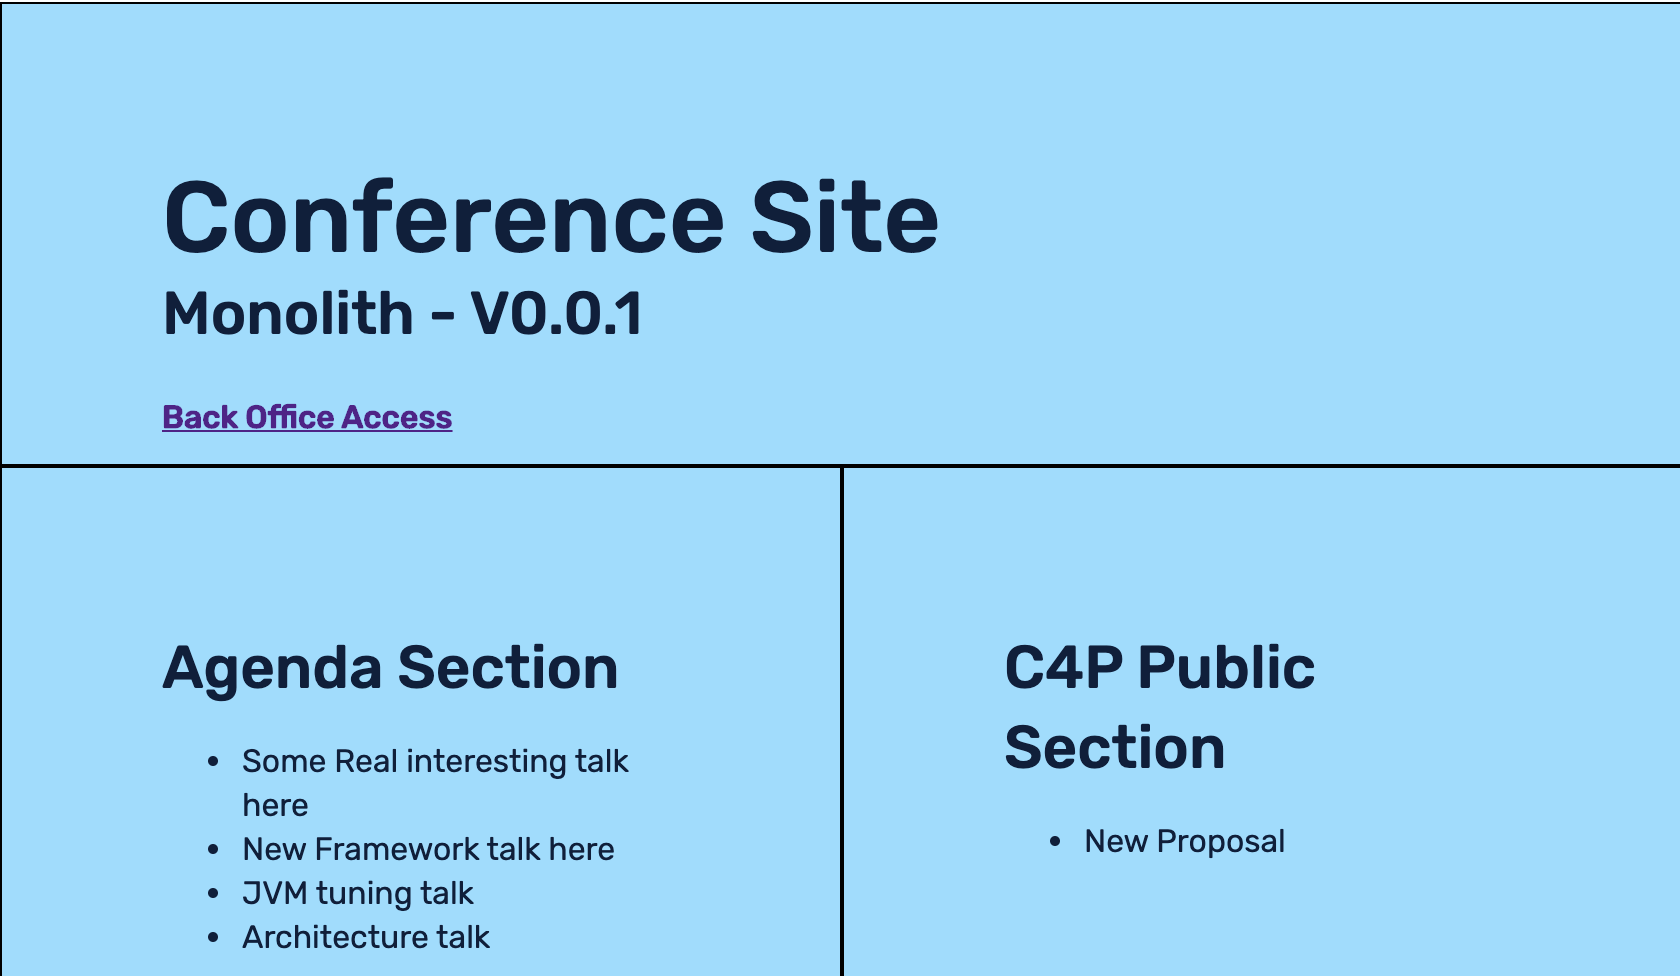 Conference Site
Monolith - V0.0.1
Back Office Access
Agenda Section
Some Real interesting talk
here
New Framework talk here
JVM tuning talk
Architecture talk
C4P Public
Section
New Proposal